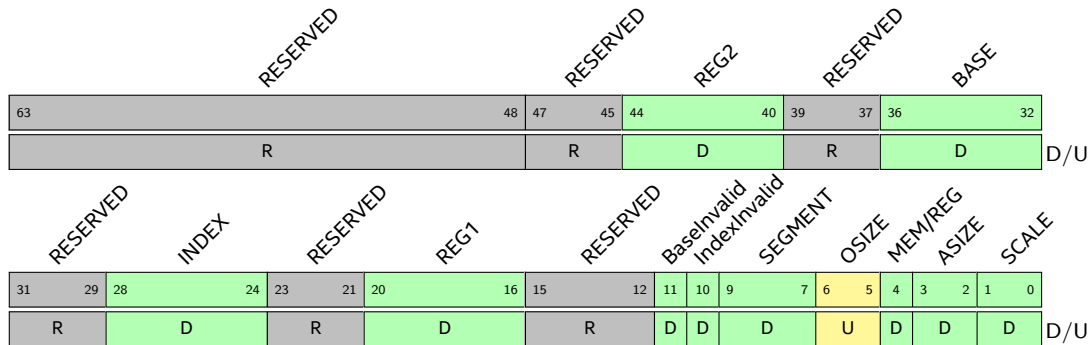 RESERVED RESERVED REG2 RESERVED BASE
63 48 47 45 44 40 39 37 36 32
R R D R D D/U
RESERVED INDEX RESERVED REG1 RESERVED BaseInvalid IndexInvalid SEGMENT OSIZE MEM/REG ASIZE SCALE
31 29 28 24 23 21 20 16 15 12 11 10 9 7 6 5 4 3 2 1 0
R D R D R D D D U D D D D/U